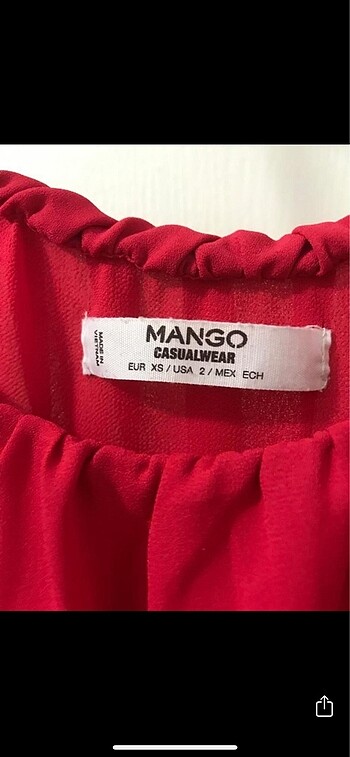 MANGO
CASUALWEAR
EUR XS / USA 2 / MEX ECH
MADE IN
VIETNAM